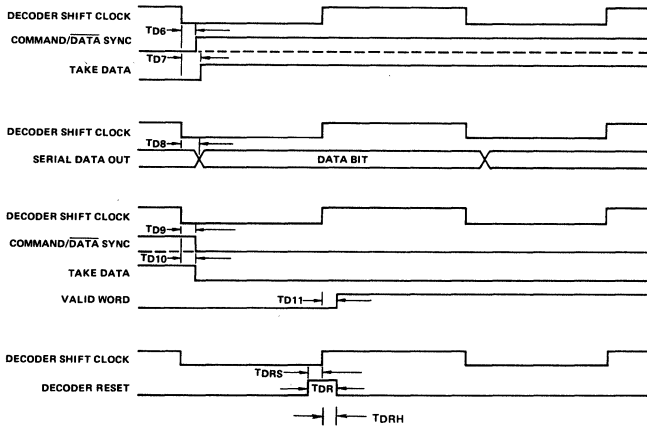 DECODER SHIFT CLOCK
TD6
COMMAND/DATA SYNC
TD7
TAKE DATA
DECODER SHIFT CLOCK
TD8
SERIAL DATA OUT
DATA BIT
DECODER SHIFT CLOCK
TD9
COMMAND/DATA SYNC
TD10
TAKE DATA
VALID WORD
TD11
DECODER SHIFT CLOCK
TDRS
DECODER RESET
TDR
TDRH